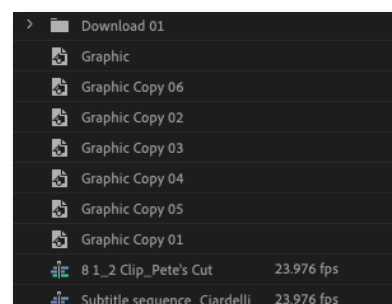 Download 01
Graphic
Graphic Copy 06
Graphic Copy 02
Graphic Copy 03
Graphic Copy 04
Graphic Copy 05
Graphic Copy 01
8 1_2 Clip_Pete's Cut 23.976 fps
Subtitle sequence_Ciardelli 23.976 fps